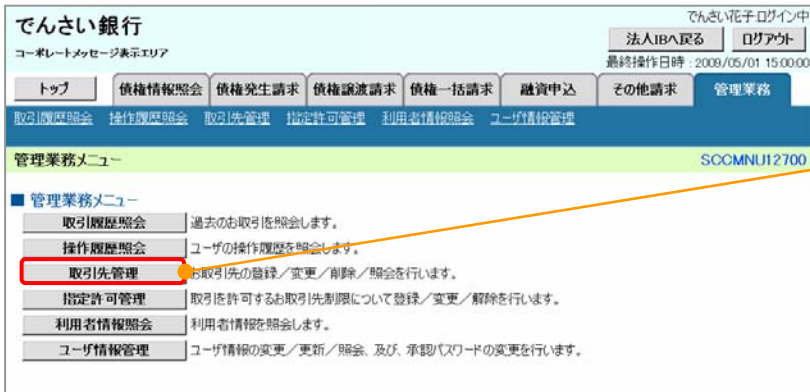 でんさい銀行
コーポレートメッセージ表示エリア
でんさい花子ログイン中
法人IBへ戻る ログアウト
最終操作日時：2009/05/01 15:00:00
トップ 債権情報照会 債権発生請求 債権譲渡請求 債権一括請求 融資申込 その他請求 管理業務
取引履歴照会 操作履歴照会 取引先管理 指定許可管理 利用者情報照会 ユーザ情報管理
管理業務メニュー SCCMNU12700
■ 管理業務メニュー
取引履歴照会 過去のお取引を照会します。
操作履歴照会 ユーザの操作履歴を照会します。
取引先管理 お取引先の登録／変更／削除／照会を行います。
指定許可管理 取引を許可するお取引先制限について登録／変更／解除を行います。
利用者情報照会 利用者情報を照会します。
ユーザ情報管理 ユーザ情報の変更／更新／照会、及び、承認パスワードの変更を行います。